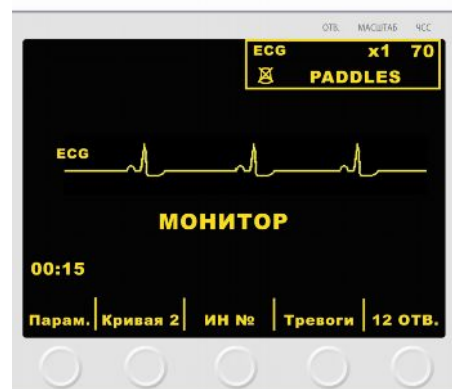 ОТВ. МАСШТАБ ЧСС
ECG x1 70
PADDLES
ECG
МОНИТОР
00:15
Парам. Кривая 2 ИН № Тревоги 12 ОТВ.